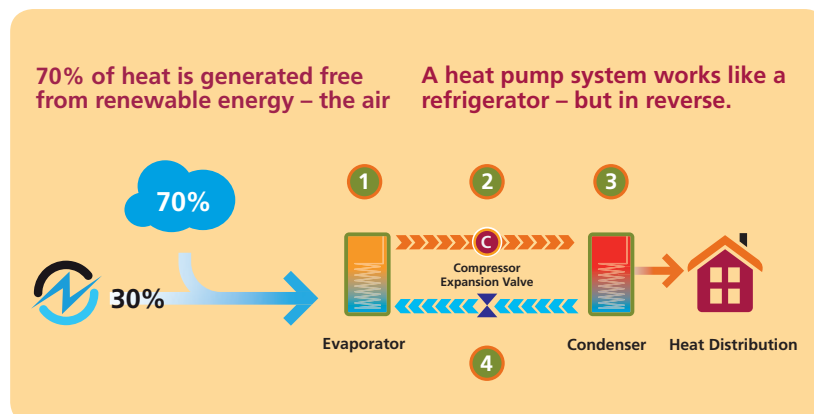 70% of heat is generated free
from renewable energy – the air
A heat pump system works like a
refrigerator – but in reverse.
70%
30%
1
2
3
C
Compressor
Expansion Valve
Evaporator
Condenser
Heat Distribution
4